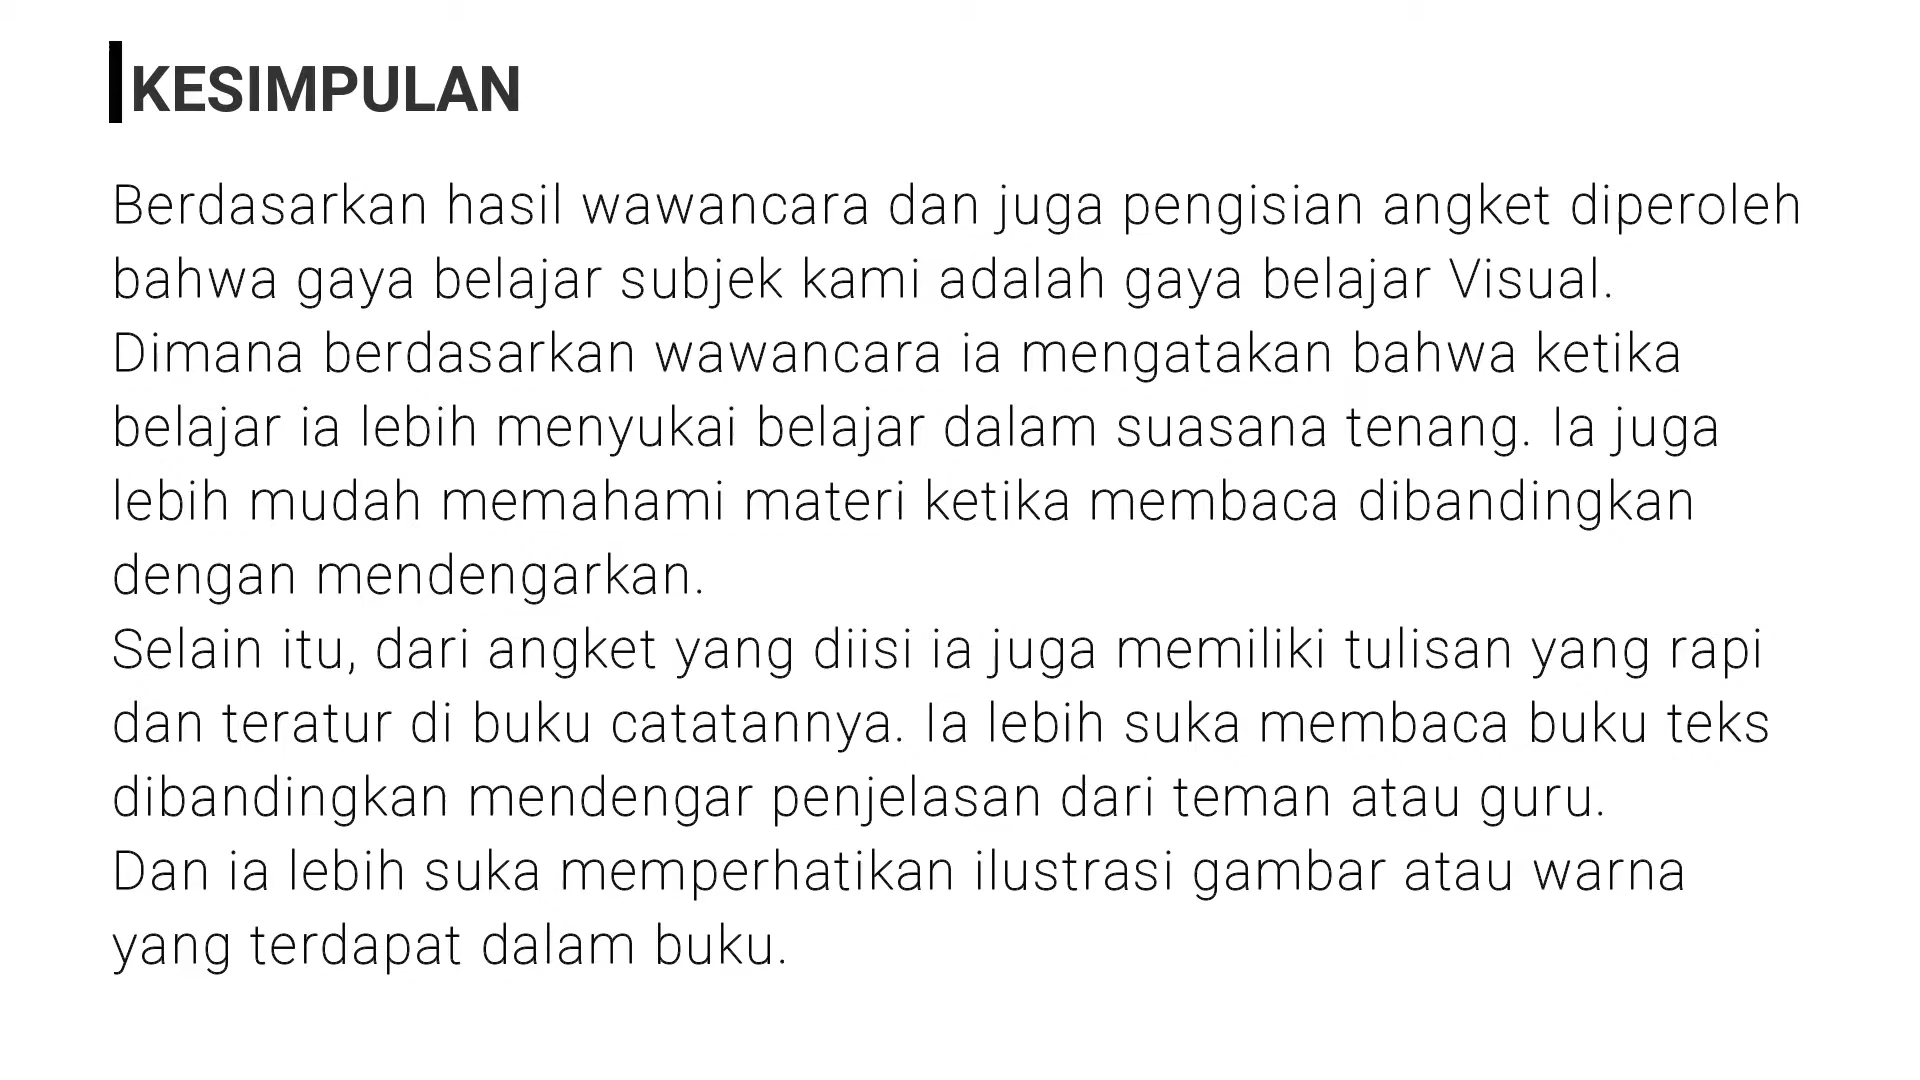 KESIMPULAN
Berdasarkan hasil wawancara dan juga pengisian angket diperoleh
bahwa gaya belajar subjek kami adalah gaya belajar Visual.
Dimana berdasarkan wawancara ia mengatakan bahwa ketika
belajar ia lebih menyukai belajar dalam suasana tenang. Ia juga
lebih mudah memahami materi ketika membaca dibandingkan
dengan mendengarkan.
Selain itu, dari angket yang diisi ia juga memiliki tulisan yang rapi
dan teratur di buku catatannya. Ia lebih suka membaca buku teks
dibandingkan mendengar penjelasan dari teman atau guru.
Dan ia lebih suka memperhatikan ilustrasi gambar atau warna
yang terdapat dalam buku.